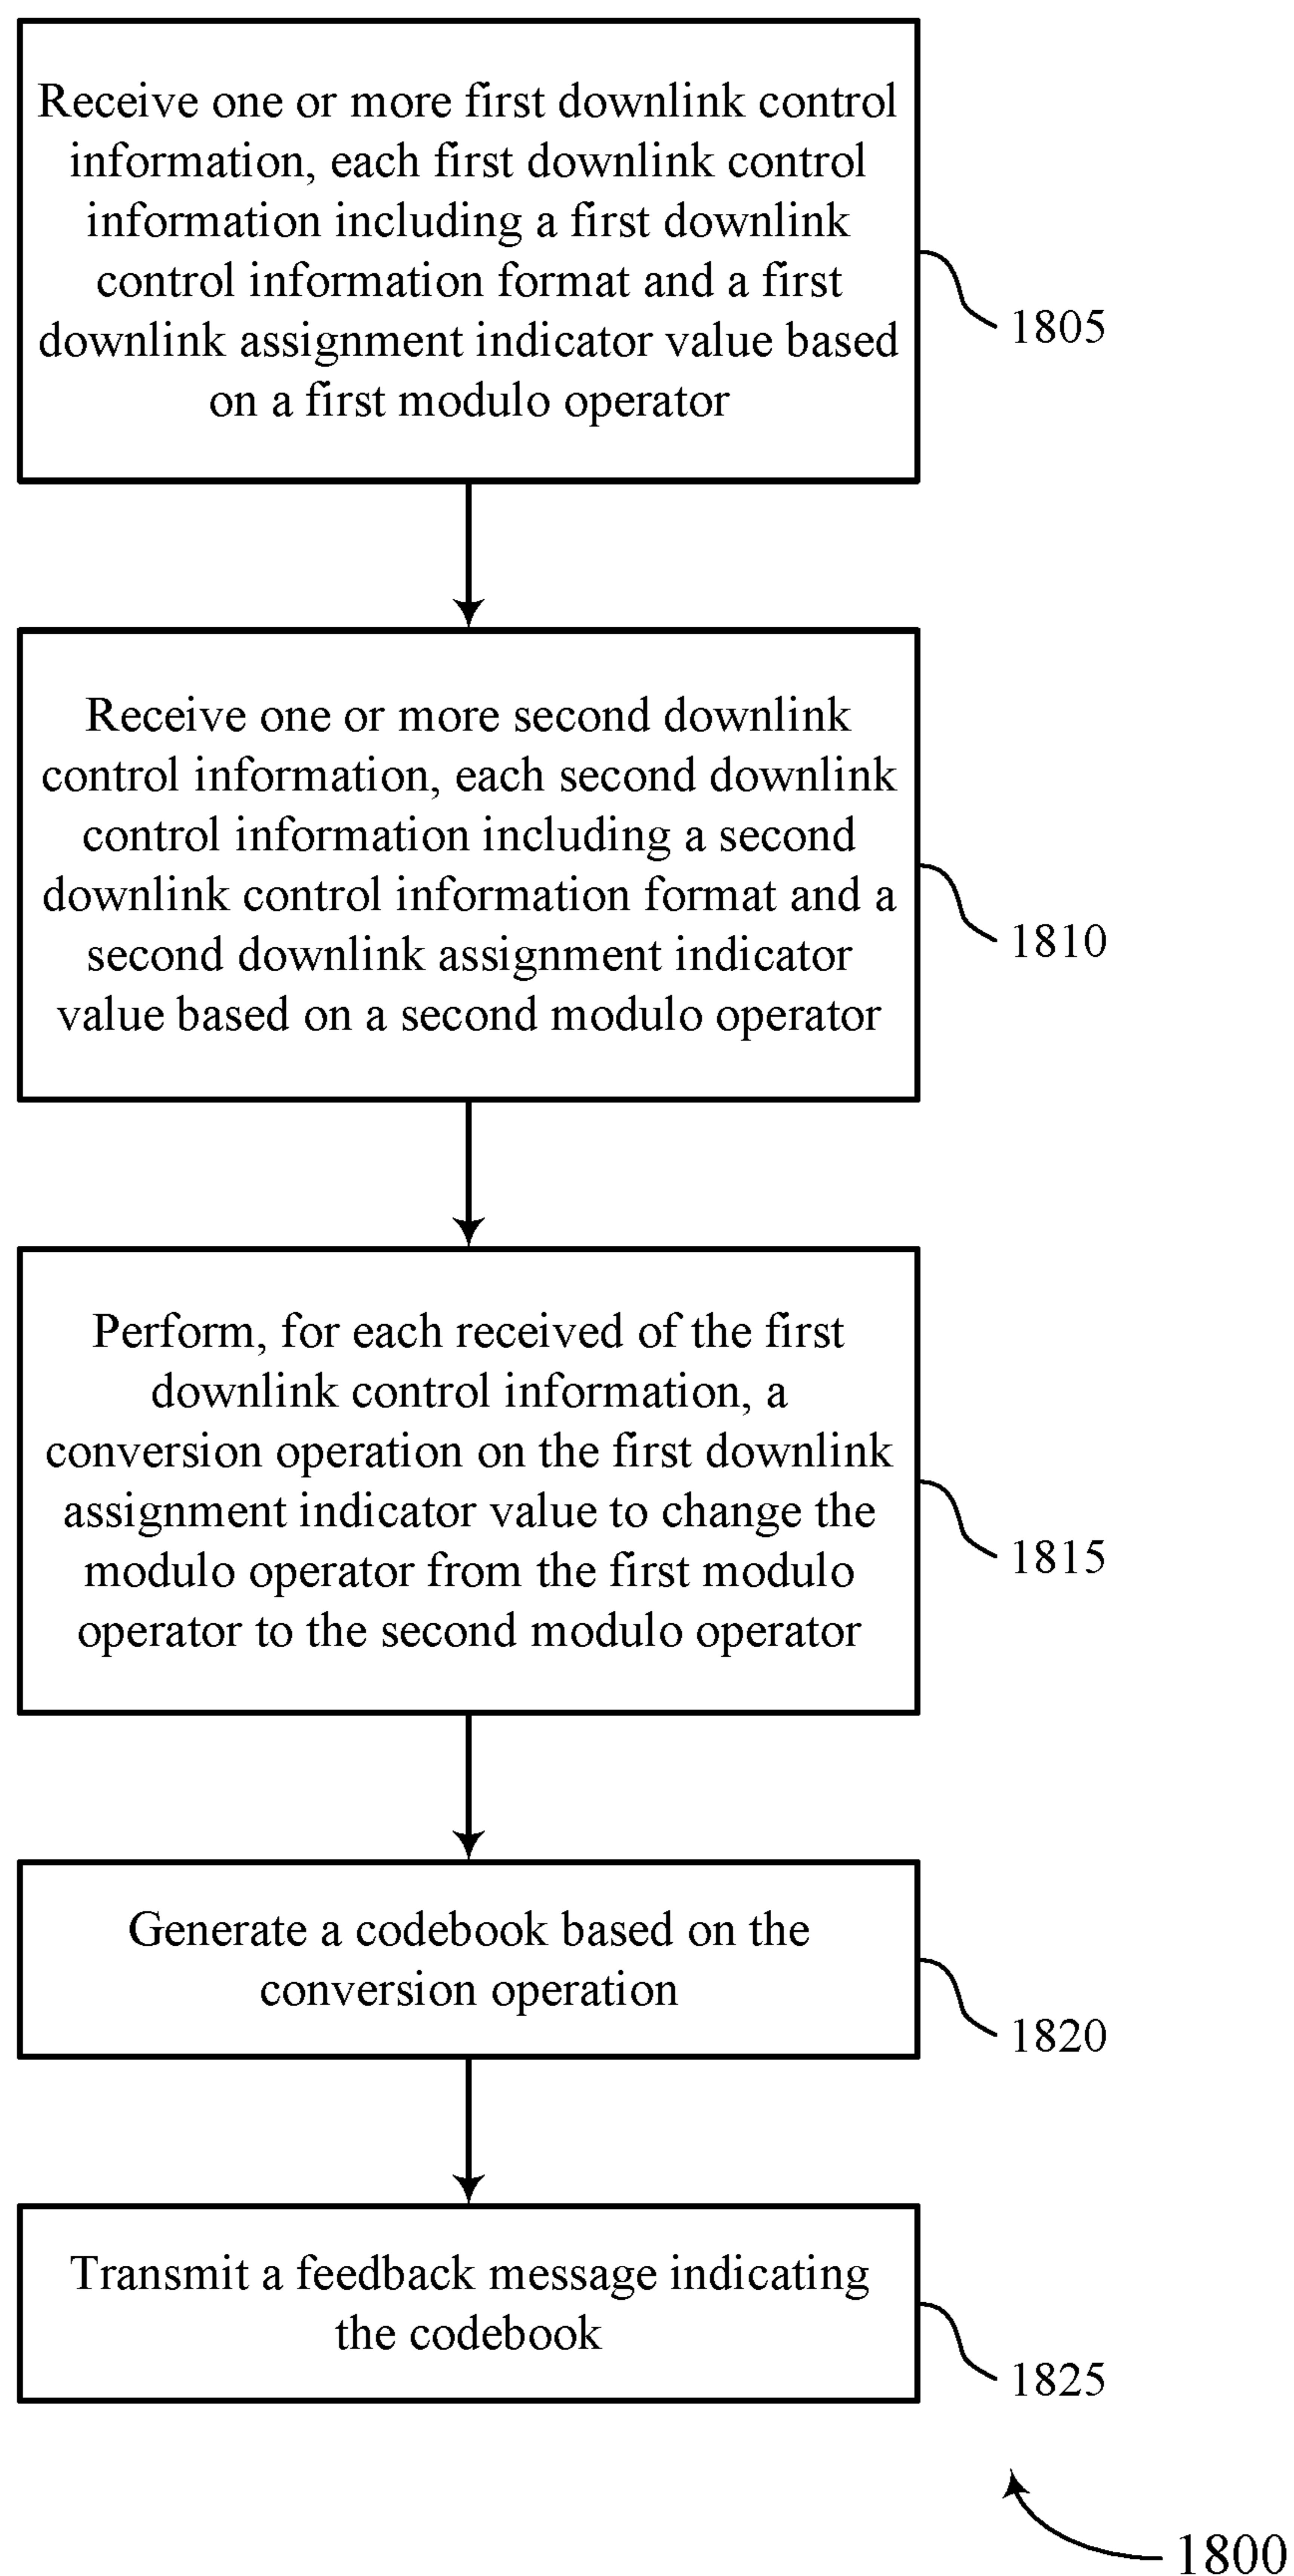 Receive one or more first downlink control
information, each first downlink control
information including a first downlink
control information format and a first
downlink assignment indicator value based
on a first modulo operator
1805
Receive one or more second downlink
control information, each second downlink
control information including a second
downlink control information format and a
second downlink assignment indicator
value based on a second modulo operator
1810
Perform, for each received of the first
downlink control information, a
conversion operation on the first downlink
assignment indicator value to change the
modulo operator from the first modulo
operator to the second modulo operator
1815
Generate a codebook based on the
conversion operation
1820
Transmit a feedback message indicating
the codebook
1825
1800